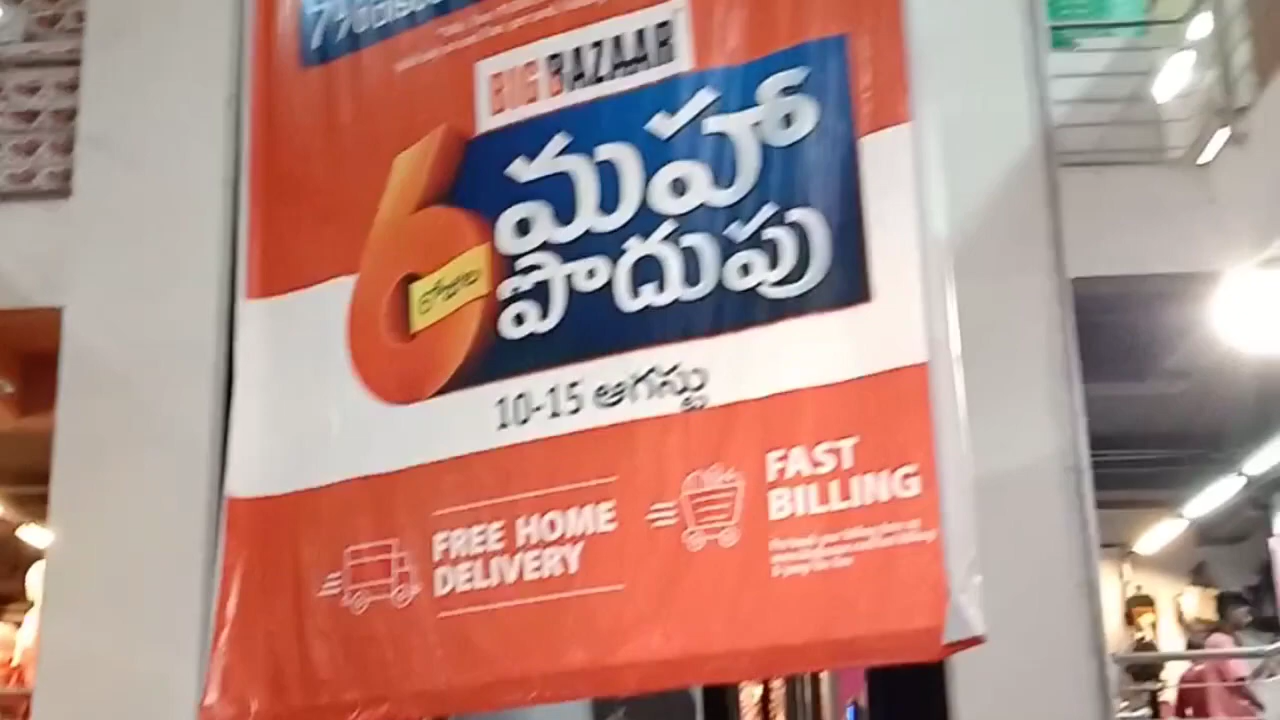 BIG BAZAAR
6 రోజుల
మహా
పొదుపు
10-15 ఆగస్టు
FREE HOME
DELIVERY
FAST
BILLING